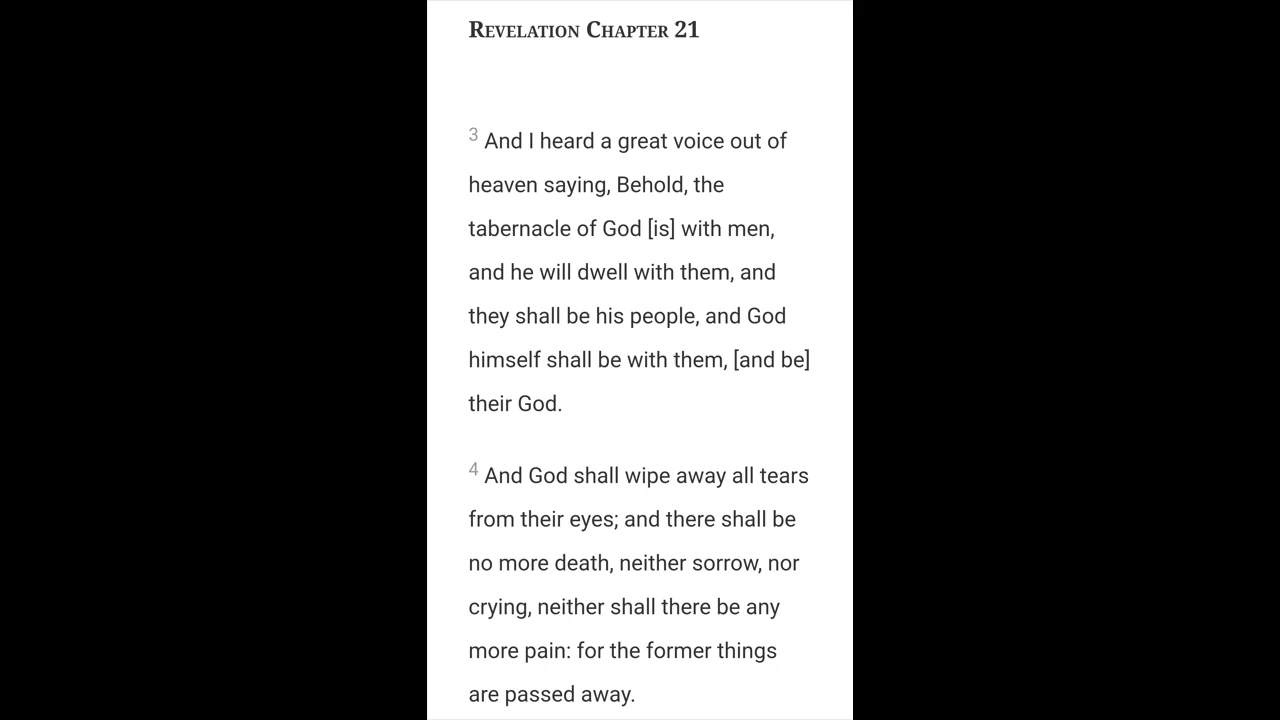 Revelation Chapter 21
3 And I heard a great voice out of
heaven saying, Behold, the
tabernacle of God [is] with men,
and he will dwell with them, and
they shall be his people, and God
himself shall be with them, [and be]
their God.
4 And God shall wipe away all tears
from their eyes; and there shall be
no more death, neither sorrow, nor
crying, neither shall there be any
more pain: for the former things
are passed away.